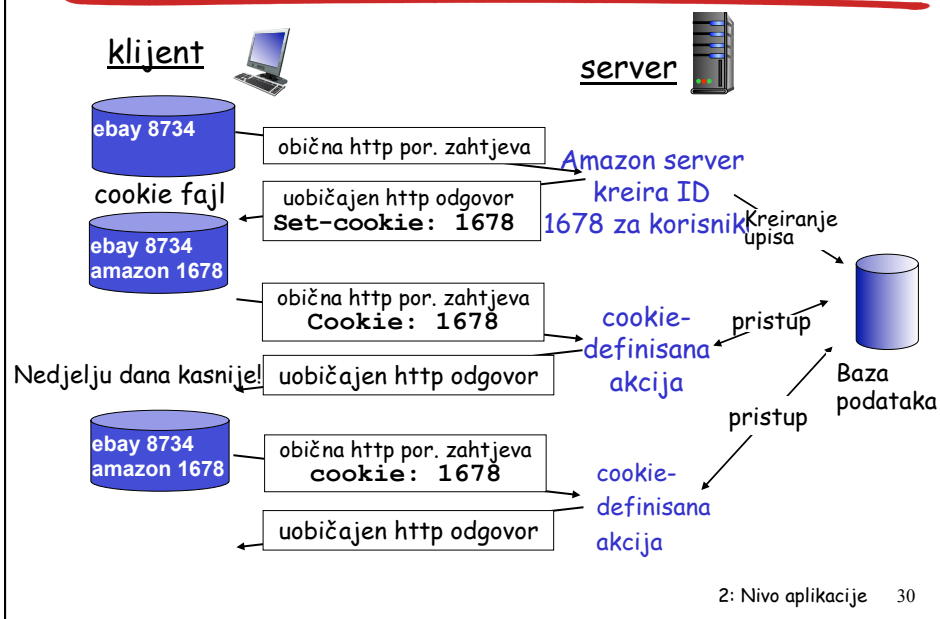 klijent
server
ebay 8734
obična http por. zahtjeva
Amazon server
kreira ID
1678 za korisnik
cookie fajl
uobičajen http odgovor
Set-cookie: 1678
Kreiranje
upisa
ebay 8734
amazon 1678
obična http por. zahtjeva
Cookie: 1678
cookie-
definisana
akcija
pristup
Nedjelju dana kasnije!
uobičajen http odgovor
Baza
podataka
pristup
ebay 8734
amazon 1678
obična http por. zahtjeva
cookie: 1678
cookie-
definisana
akcija
uobičajen http odgovor
2: Nivo aplikacije 30